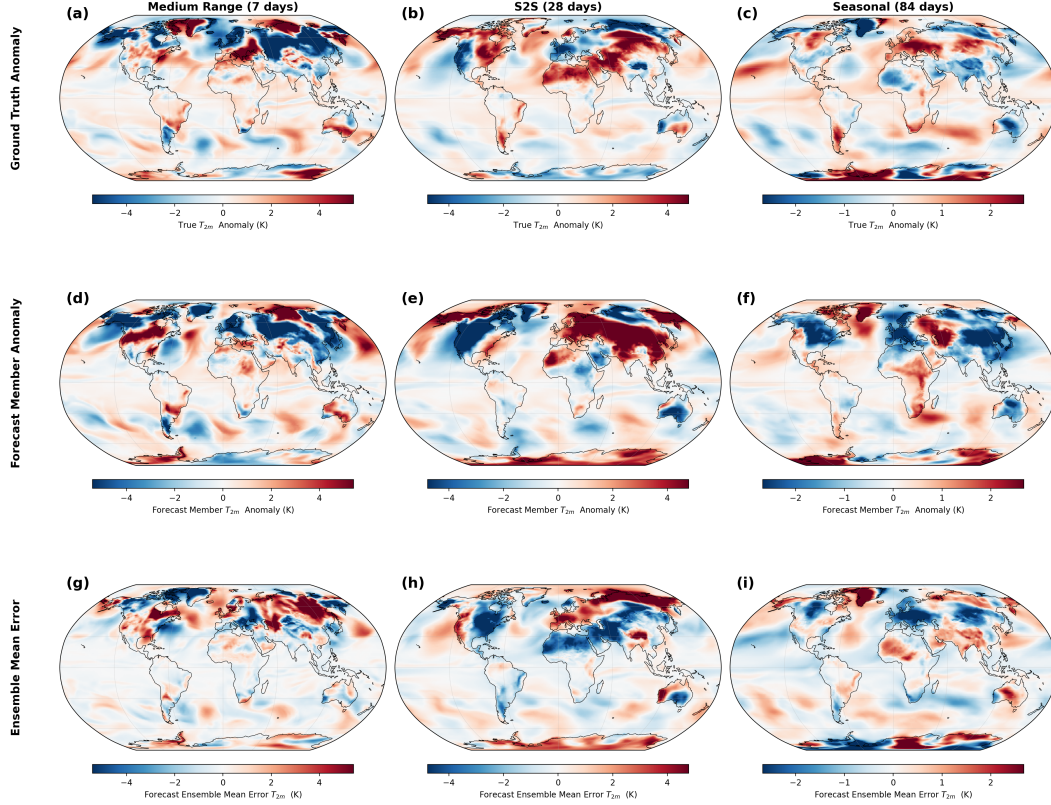 Medium Range (7 days)
S2S (28 days)
Seasonal (84 days)
Ground Truth Anomaly
(a)
(b)
(c)
−4 −2 0 2 4
True T2m Anomaly (K)
−4 −2 0 2 4
True T2m Anomaly (K)
−2 −1 0 1 2
True T2m Anomaly (K)
Forecast Member Anomaly
(d)
(e)
(f)
−4 −2 0 2 4
Forecast Member T2m Anomaly (K)
−4 −2 0 2 4
Forecast Member T2m Anomaly (K)
−2 −1 0 1 2
Forecast Member T2m Anomaly (K)
Ensemble Mean Error
(g)
(h)
(i)
−4 −2 0 2 4
Forecast Ensemble Mean Error T2m (K)
−4 −2 0 2 4
Forecast Ensemble Mean Error T2m (K)
−2 −1 0 1 2
Forecast Ensemble Mean Error T2m (K)